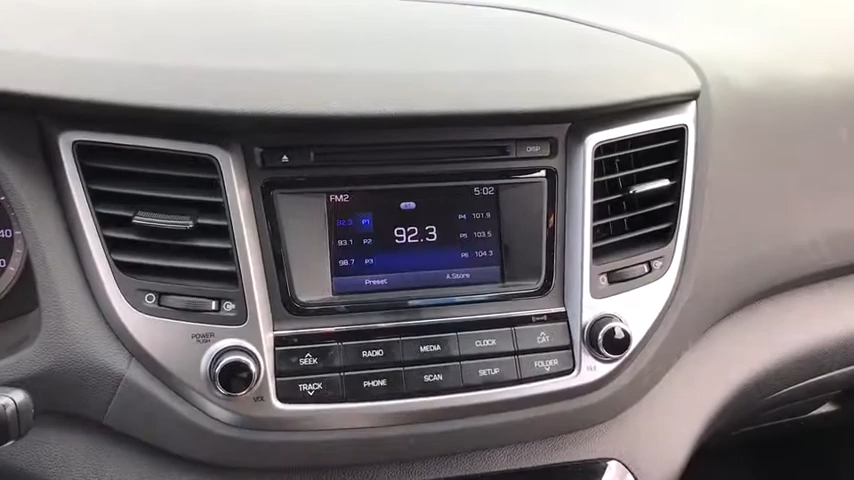 DISP
FM2 5:02
92.3 P1 P4 101.9
93.1 P2 92.3 P5 103.5
98.7 P3 P6 104.3
Preset A.Store
POWER
PUSH
VOL
SEEK RADIO MEDIA CLOCK CAT
TRACK PHONE SCAN SETUP FOLDER
40